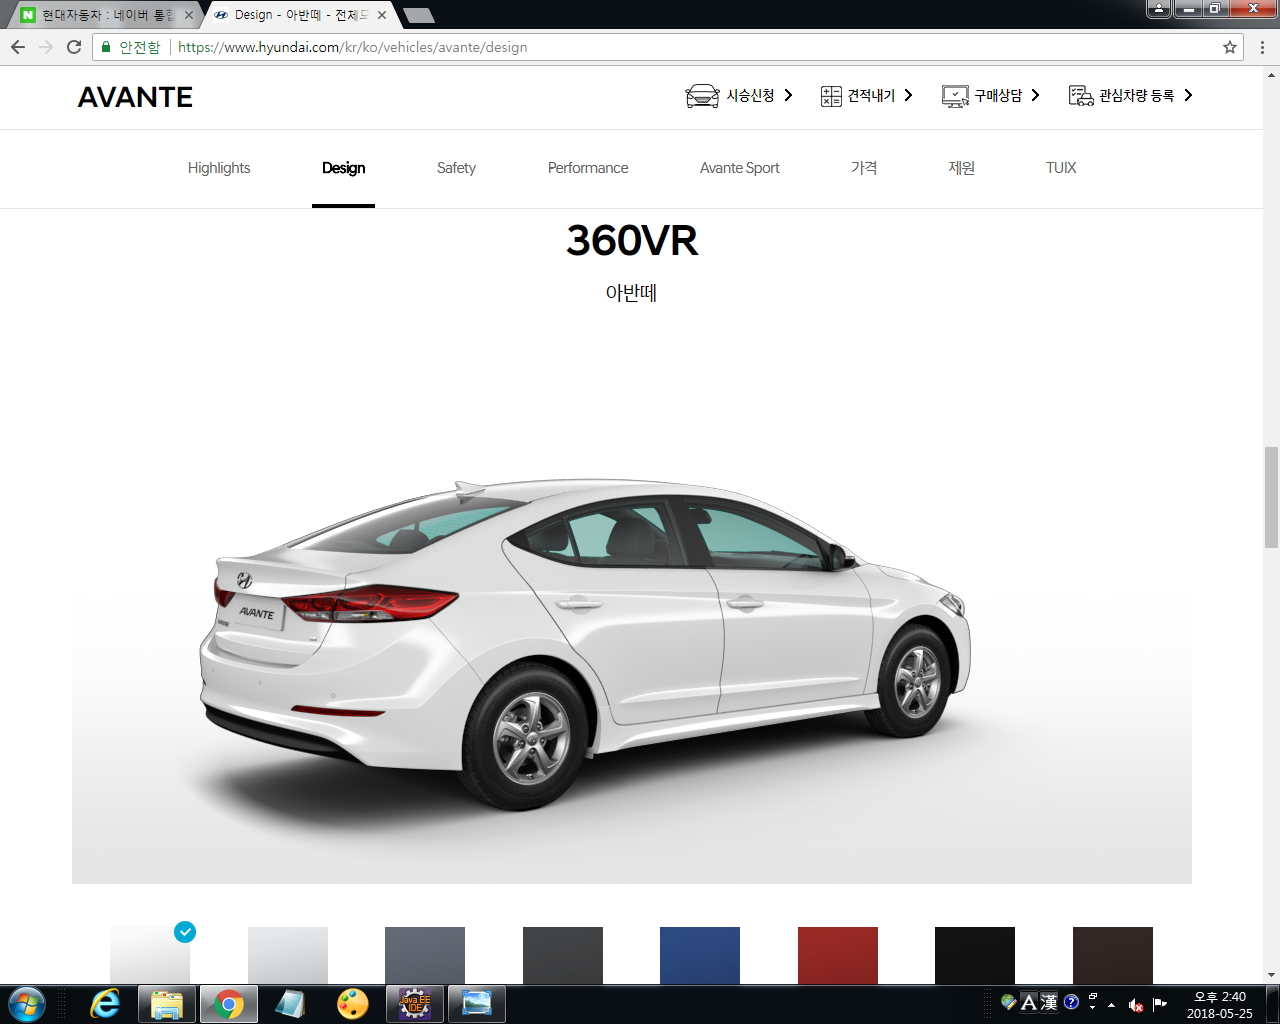 현대자동차 : 네이버 통합
Design - 아반떼 - 전체모
안전함
https://www.hyundai.com/kr/ko/vehicles/avante/design
AVANTE
시승신청
견적내기
구매상담
관심차량 등록
Highlights
Design
Safety
Performance
Avante Sport
가격
제원
TUIX
360VR
아반떼
AVANTE
Java EE
IDE
A 漢
오후 2:40
2018-05-25